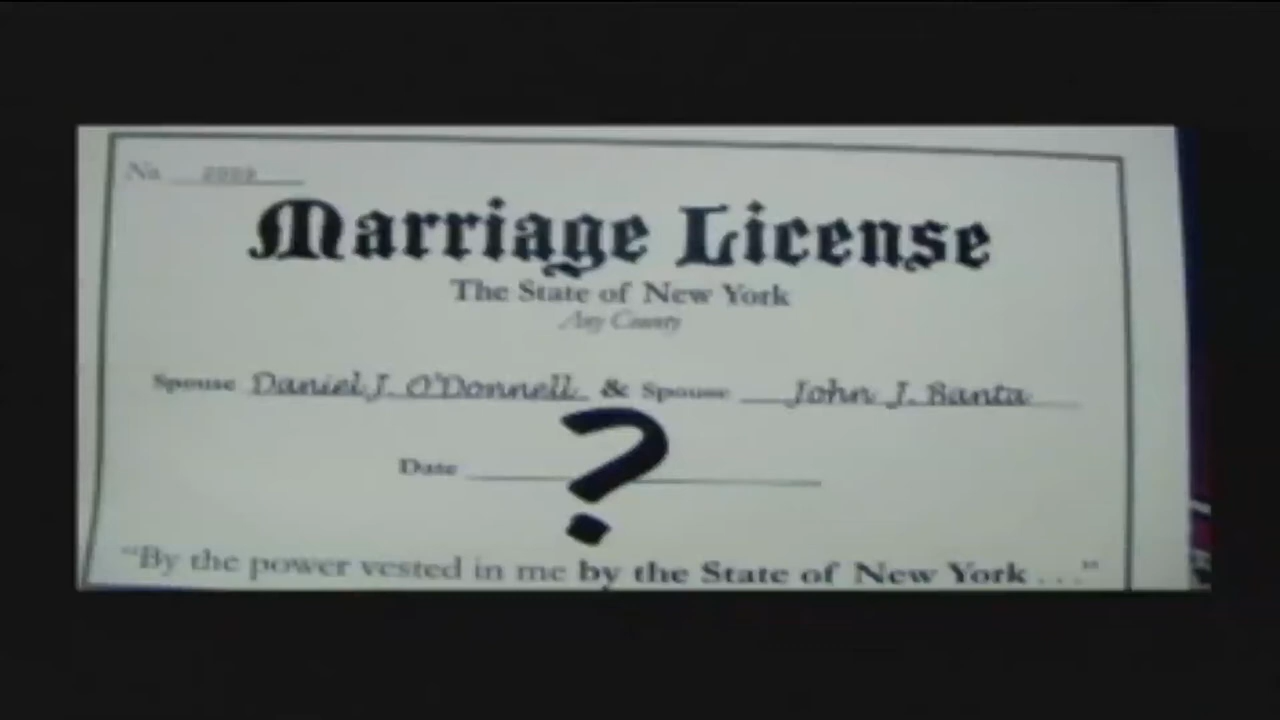 No.
Marriage License
The State of New York
Any County
Spouse Daniel J. O'Donnell & Spouse John J. Banta
?
Date
"By the power vested in me by the State of New York . . ."